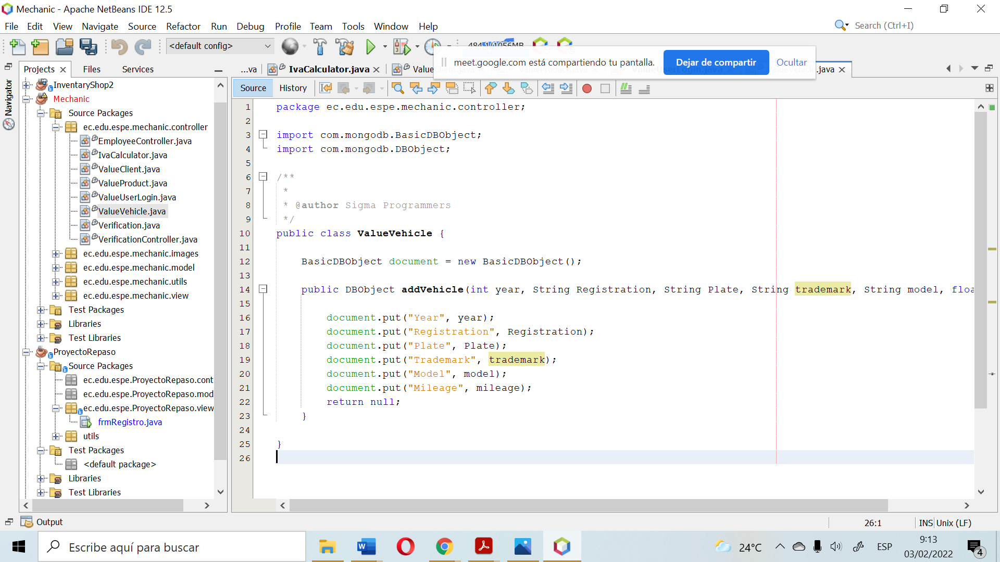 Mechanic - Apache NetBeans IDE 12.5
File Edit View Navigate Source Refactor Run Debug Profile Team Tools Window Help
Search (Ctrl+I)
<default config>
meet.google.com está compartiendo tu pantalla.
Dejar de compartir
Ocultar
Projects Files Services
...va IvaCalculator.java .java
Navigator
Source History
InventaryShop2
Mechanic
Source Packages
ec.edu.espe.mechanic.controller
EmployeeController.java
IvaCalculator.java
ValueClient.java
ValueProduct.java
ValueUserLogin.java
ValueVehicle.java
Verification.java
VerificationController.java
ec.edu.espe.mechanic.images
ec.edu.espe.mechanic.model
ec.edu.espe.mechanic.utils
ec.edu.espe.mechanic.view
Test Packages
Libraries
Test Libraries
ProyectoRepaso
Source Packages
ec.edu.espe.ProyectoRepaso.cont
ec.edu.espe.ProyectoRepaso.mod
ec.edu.espe.ProyectoRepaso.view
frmRegistro.java
utils
Test Packages
<default package>
Libraries
Test Libraries
1 package ec.edu.espe.mechanic.controller;
2
3 import com.mongodb.BasicDBObject;
4 import com.mongodb.DBObject;
5
6 /**
7 *
8 * @author Sigma Programmers
9 */
10 public class ValueVehicle {
11
12 BasicDBObject document = new BasicDBObject();
13
14 public DBObject addVehicle(int year, String Registration, String Plate, String trademark, String model, floa
15
16 document.put("Year", year);
17 document.put("Registration", Registration);
18 document.put("Plate", Plate);
19 document.put("Trademark", trademark);
20 document.put("Model", model);
21 document.put("Mileage", mileage);
22 return null;
23 }
24
25 }
26
Output
26:1 INS Unix (LF)
Escribe aquí para buscar
24°C
ESP
9:13
03/02/2022
4